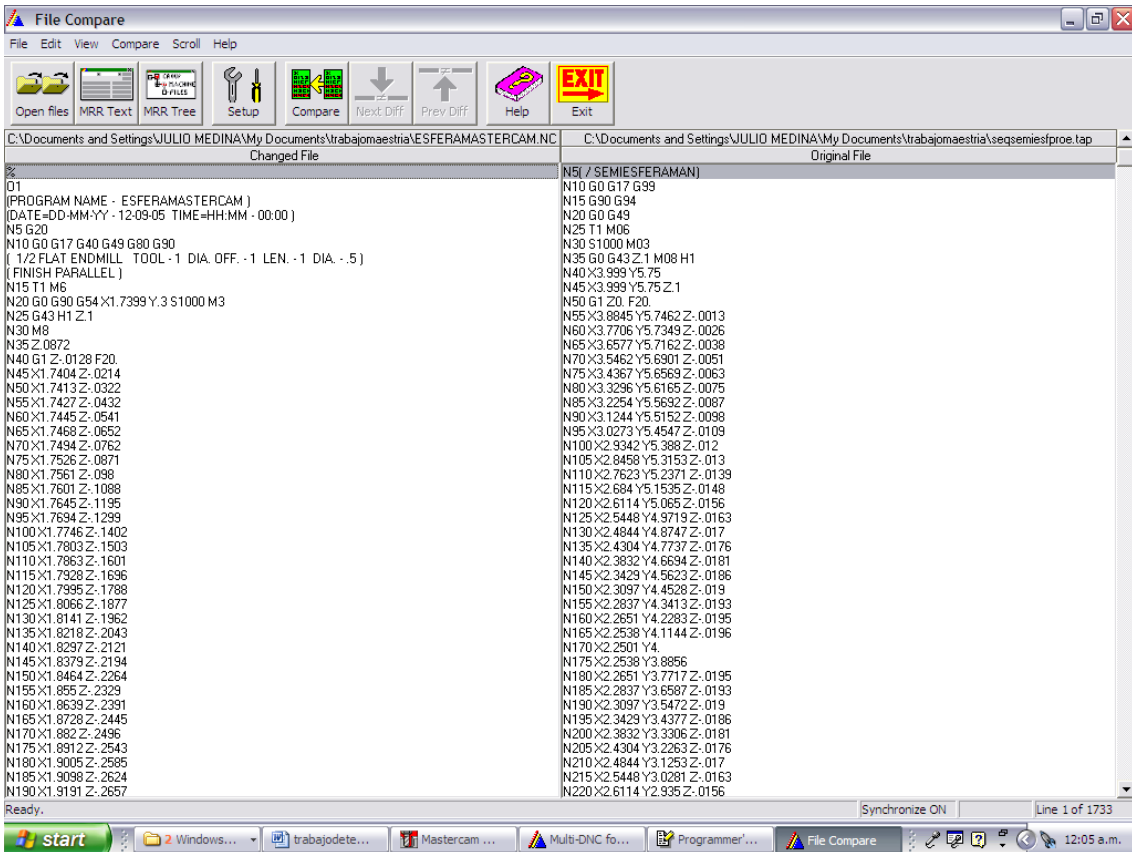 File Compare
File Edit View Compare Scroll Help
Open files MRR Text MRR Tree Setup Compare Next Diff Prev Diff Help EXIT Exit
C:\Documents and Settings\JULIO MEDINA\My Documents\trabajomaestria\ESFERAMASTERCAM.NC
C:\Documents and Settings\JULIO MEDINA\My Documents\trabajomaestria\seqsemiesfproe.tap
Changed File
Original File
%
O1
(PROGRAM NAME - ESFERAMASTERCAM )
(DATE=DD-MM-YY - 12-09-05 TIME=HH:MM - 00:00 )
N5 G20
N10 G0 G17 G40 G49 G80 G90
( 1/2 FLAT ENDMILL TOOL - 1 DIA. OFF. - 1 LEN. - 1 DIA. - .5 )
( FINISH PARALLEL )
N15 T1 M6
N20 G0 G90 G54 X1.7399 Y.3 S1000 M3
N25 G43 H1 Z.1
N30 M8
N35 Z.0872
N40 G1 Z-.0128 F20.
N45 X1.7404 Z-.0214
N50 X1.7413 Z-.0322
N55 X1.7427 Z-.0432
N60 X1.7445 Z-.0541
N65 X1.7468 Z-.0652
N70 X1.7494 Z-.0762
N75 X1.7526 Z-.0871
N80 X1.7561 Z-.098
N85 X1.7601 Z-.1088
N90 X1.7645 Z-.1195
N95 X1.7694 Z-.1299
N100 X1.7746 Z-.1402
N105 X1.7803 Z-.1503
N110 X1.7863 Z-.1601
N115 X1.7928 Z-.1696
N120 X1.7995 Z-.1788
N125 X1.8066 Z-.1877
N130 X1.8141 Z-.1962
N135 X1.8218 Z-.2043
N140 X1.8297 Z-.2121
N145 X1.8379 Z-.2194
N150 X1.8464 Z-.2264
N155 X1.855 Z-.2329
N160 X1.8639 Z-.2391
N165 X1.8728 Z-.2445
N170 X1.882 Z-.2496
N175 X1.8912 Z-.2543
N180 X1.9005 Z-.2585
N185 X1.9098 Z-.2624
N190 X1.9191 Z-.2657
N5( / SEMIESFERAMAN)
N10 G0 G17 G99
N15 G90 G94
N20 G0 G49
N25 T1 M06
N30 S1000 M03
N35 G0 G43 Z.1 M08 H1
N40 X3.999 Y5.75
N45 X3.999 Y5.75 Z.1
N50 G1 Z0. F20.
N55 X3.8845 Y5.7462 Z-.0013
N60 X3.7706 Y5.7349 Z-.0026
N65 X3.6577 Y5.7162 Z-.0038
N70 X3.5462 Y5.6901 Z-.0051
N75 X3.4367 Y5.6569 Z-.0063
N80 X3.3296 Y5.6165 Z-.0075
N85 X3.2254 Y5.5692 Z-.0087
N90 X3.1244 Y5.5152 Z-.0098
N95 X3.0273 Y5.4547 Z-.0109
N100 X2.9342 Y5.388 Z-.012
N105 X2.8458 Y5.3153 Z-.013
N110 X2.7623 Y5.2371 Z-.0139
N115 X2.684 Y5.1535 Z-.0148
N120 X2.6114 Y5.065 Z-.0156
N125 X2.5448 Y4.9719 Z-.0163
N130 X2.4844 Y4.8747 Z-.017
N135 X2.4304 Y4.7737 Z-.0176
N140 X2.3832 Y4.6694 Z-.0181
N145 X2.3429 Y4.5623 Z-.0186
N150 X2.3097 Y4.4528 Z-.019
N155 X2.2837 Y4.3413 Z-.0193
N160 X2.2651 Y4.2283 Z-.0195
N165 X2.2538 Y4.1144 Z-.0196
N170 X2.2501 Y4.
N175 X2.2538 Y3.8856
N180 X2.2651 Y3.7717 Z-.0195
N185 X2.2837 Y3.6587 Z-.0193
N190 X2.3097 Y3.5472 Z-.019
N195 X2.3429 Y3.4377 Z-.0186
N200 X2.3832 Y3.3306 Z-.0181
N205 X2.4304 Y3.2263 Z-.0176
N210 X2.4844 Y3.1253 Z-.017
N215 X2.5448 Y3.0281 Z-.0163
N220 X2.6114 Y2.935 Z-.0156
Ready. Synchronize ON Line 1 of 1733
start 2 Windows... trabajodete... Mastercam ... Multi-DNC fo... Programmer'... File Compare 12:05 a.m.